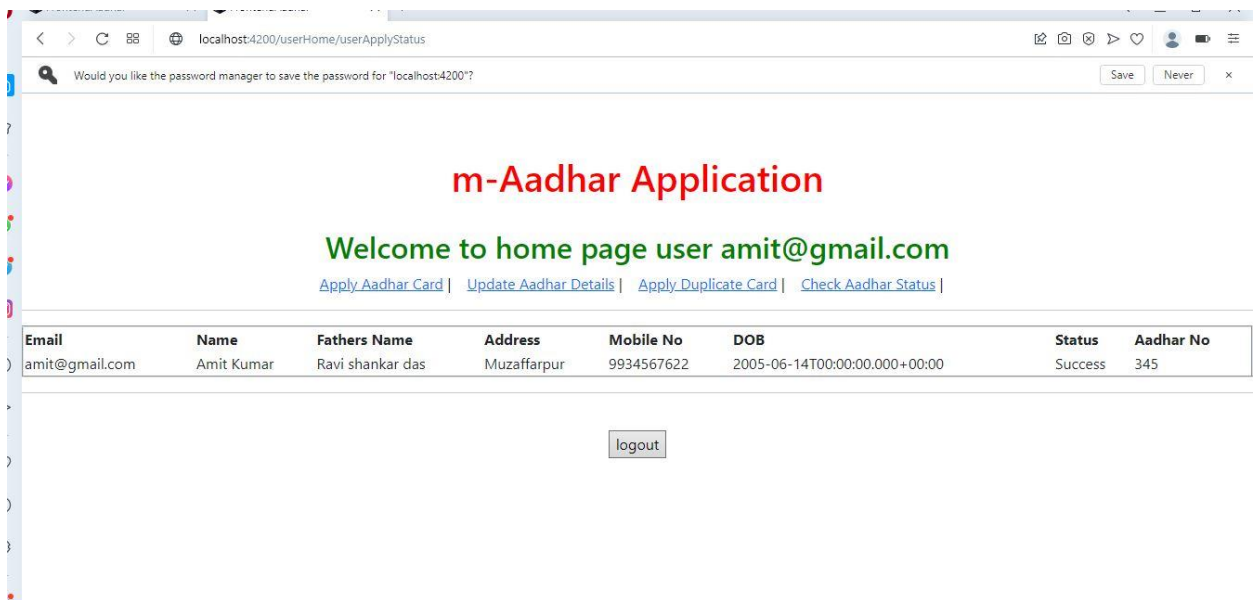 localhost:4200/userHome/userApplyStatus
Would you like the password manager to save the password for "localhost:4200"? Save Never
m-Aadhar Application
Welcome to home page user amit@gmail.com
Apply Aadhar Card | Update Aadhar Details | Apply Duplicate Card | Check Aadhar Status |
Email Name Fathers Name Address Mobile No DOB Status Aadhar No
amit@gmail.com Amit Kumar Ravi shankar das Muzaffarpur 9934567622 2005-06-14T00:00:00.000+00:00 Success 345
logout